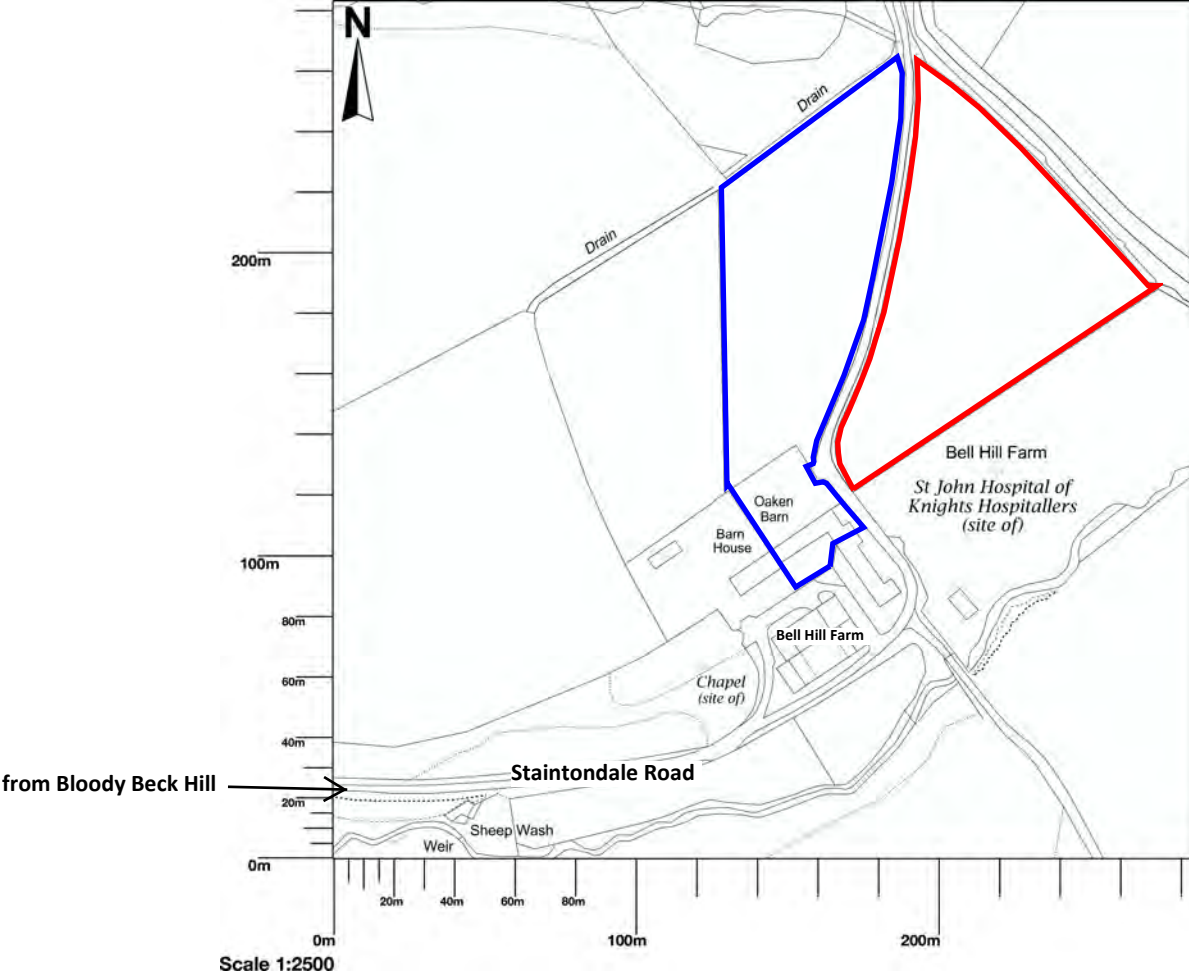 N
Drain
Drain
200m
Bell Hill Farm
St John Hospital of
Knights Hospitallers
(site of)
Oaken
Barn
Barn
House
100m
80m
Bell Hill Farm
60m
Chapel
(site of)
40m
Staintondale Road
from Bloody Beck Hill
20m
Sheep Wash
Weir
0m
20m
40m
60m
80m
0m
100m
200m
Scale 1:2500